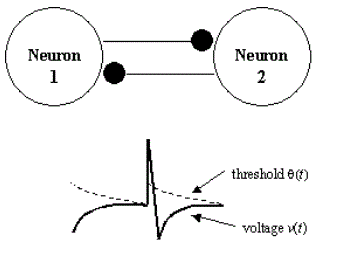 Neuron
1
Neuron
2
threshold θ(t)
voltage v(t)